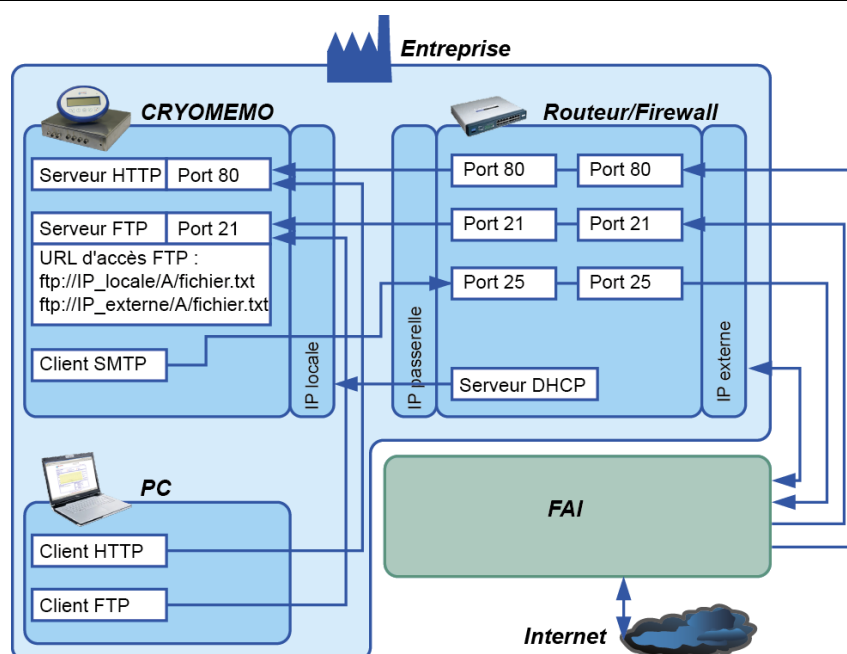 Entreprise
CRYOMEMO
Serveur HTTP
Port 80
Serveur FTP
Port 21
URL d'accès FTP :
ftp://IP_locale/A/fichier.txt
ftp://IP_externe/A/fichier.txt
Client SMTP
IP locale
Routeur/Firewall
IP passerelle
Port 80
Port 80
Port 21
Port 21
Port 25
Port 25
Serveur DHCP
IP externe
PC
Client HTTP
Client FTP
FAI
Internet